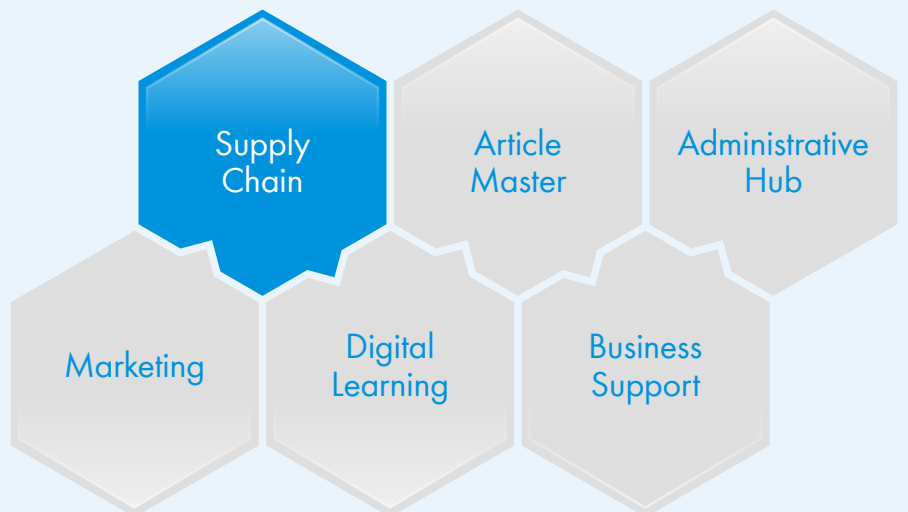 Supply
Chain
Article
Master
Administrative
Hub
Marketing
Digital
Learning
Business
Support